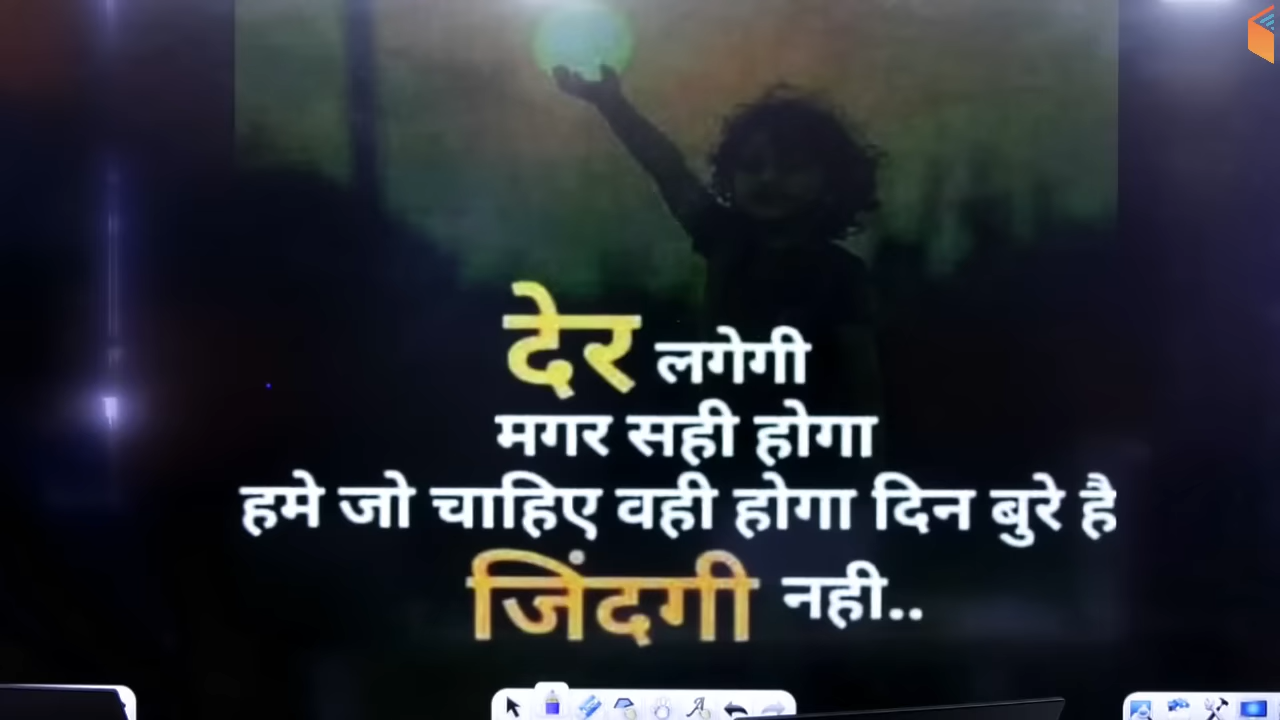 देर लगेगी
मगर सही होगा
हमे जो चाहिए वही होगा दिन बुरे है
जिंदगी नही..